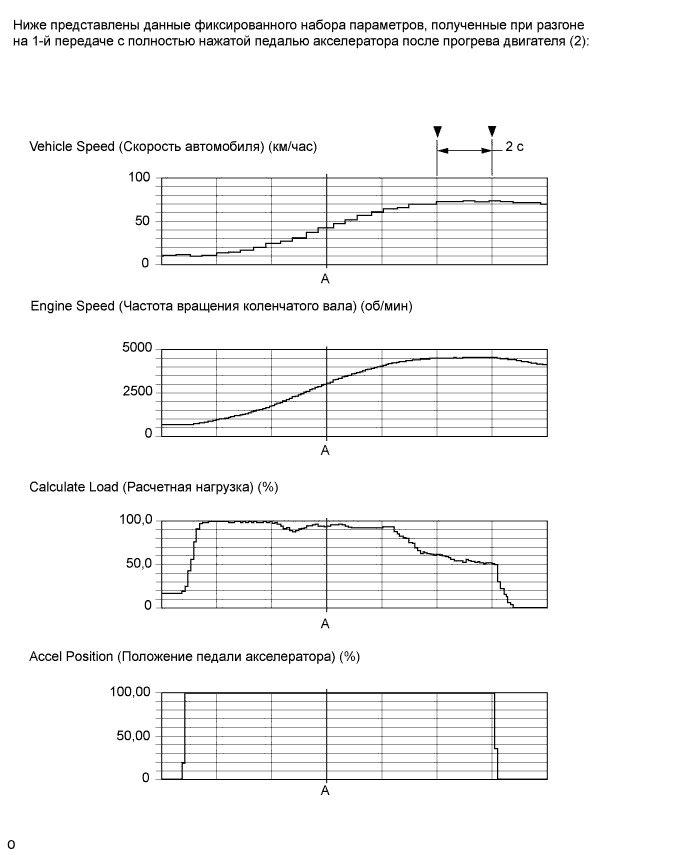 Ниже представлены данные фиксированного набора параметров, полученные при разгоне
на 1-й передаче с полностью нажатой педалью акселератора после прогрева двигателя (2):
Vehicle Speed (Скорость автомобиля) (км/час)
2 с
100
50
0
A
Engine Speed (Частота вращения коленчатого вала) (об/мин)
5000
2500
0
A
Calculate Load (Расчетная нагрузка) (%)
100,0
50,0
0
A
Accel Position (Положение педали акселератора) (%)
100,00
50,00
0
A
O